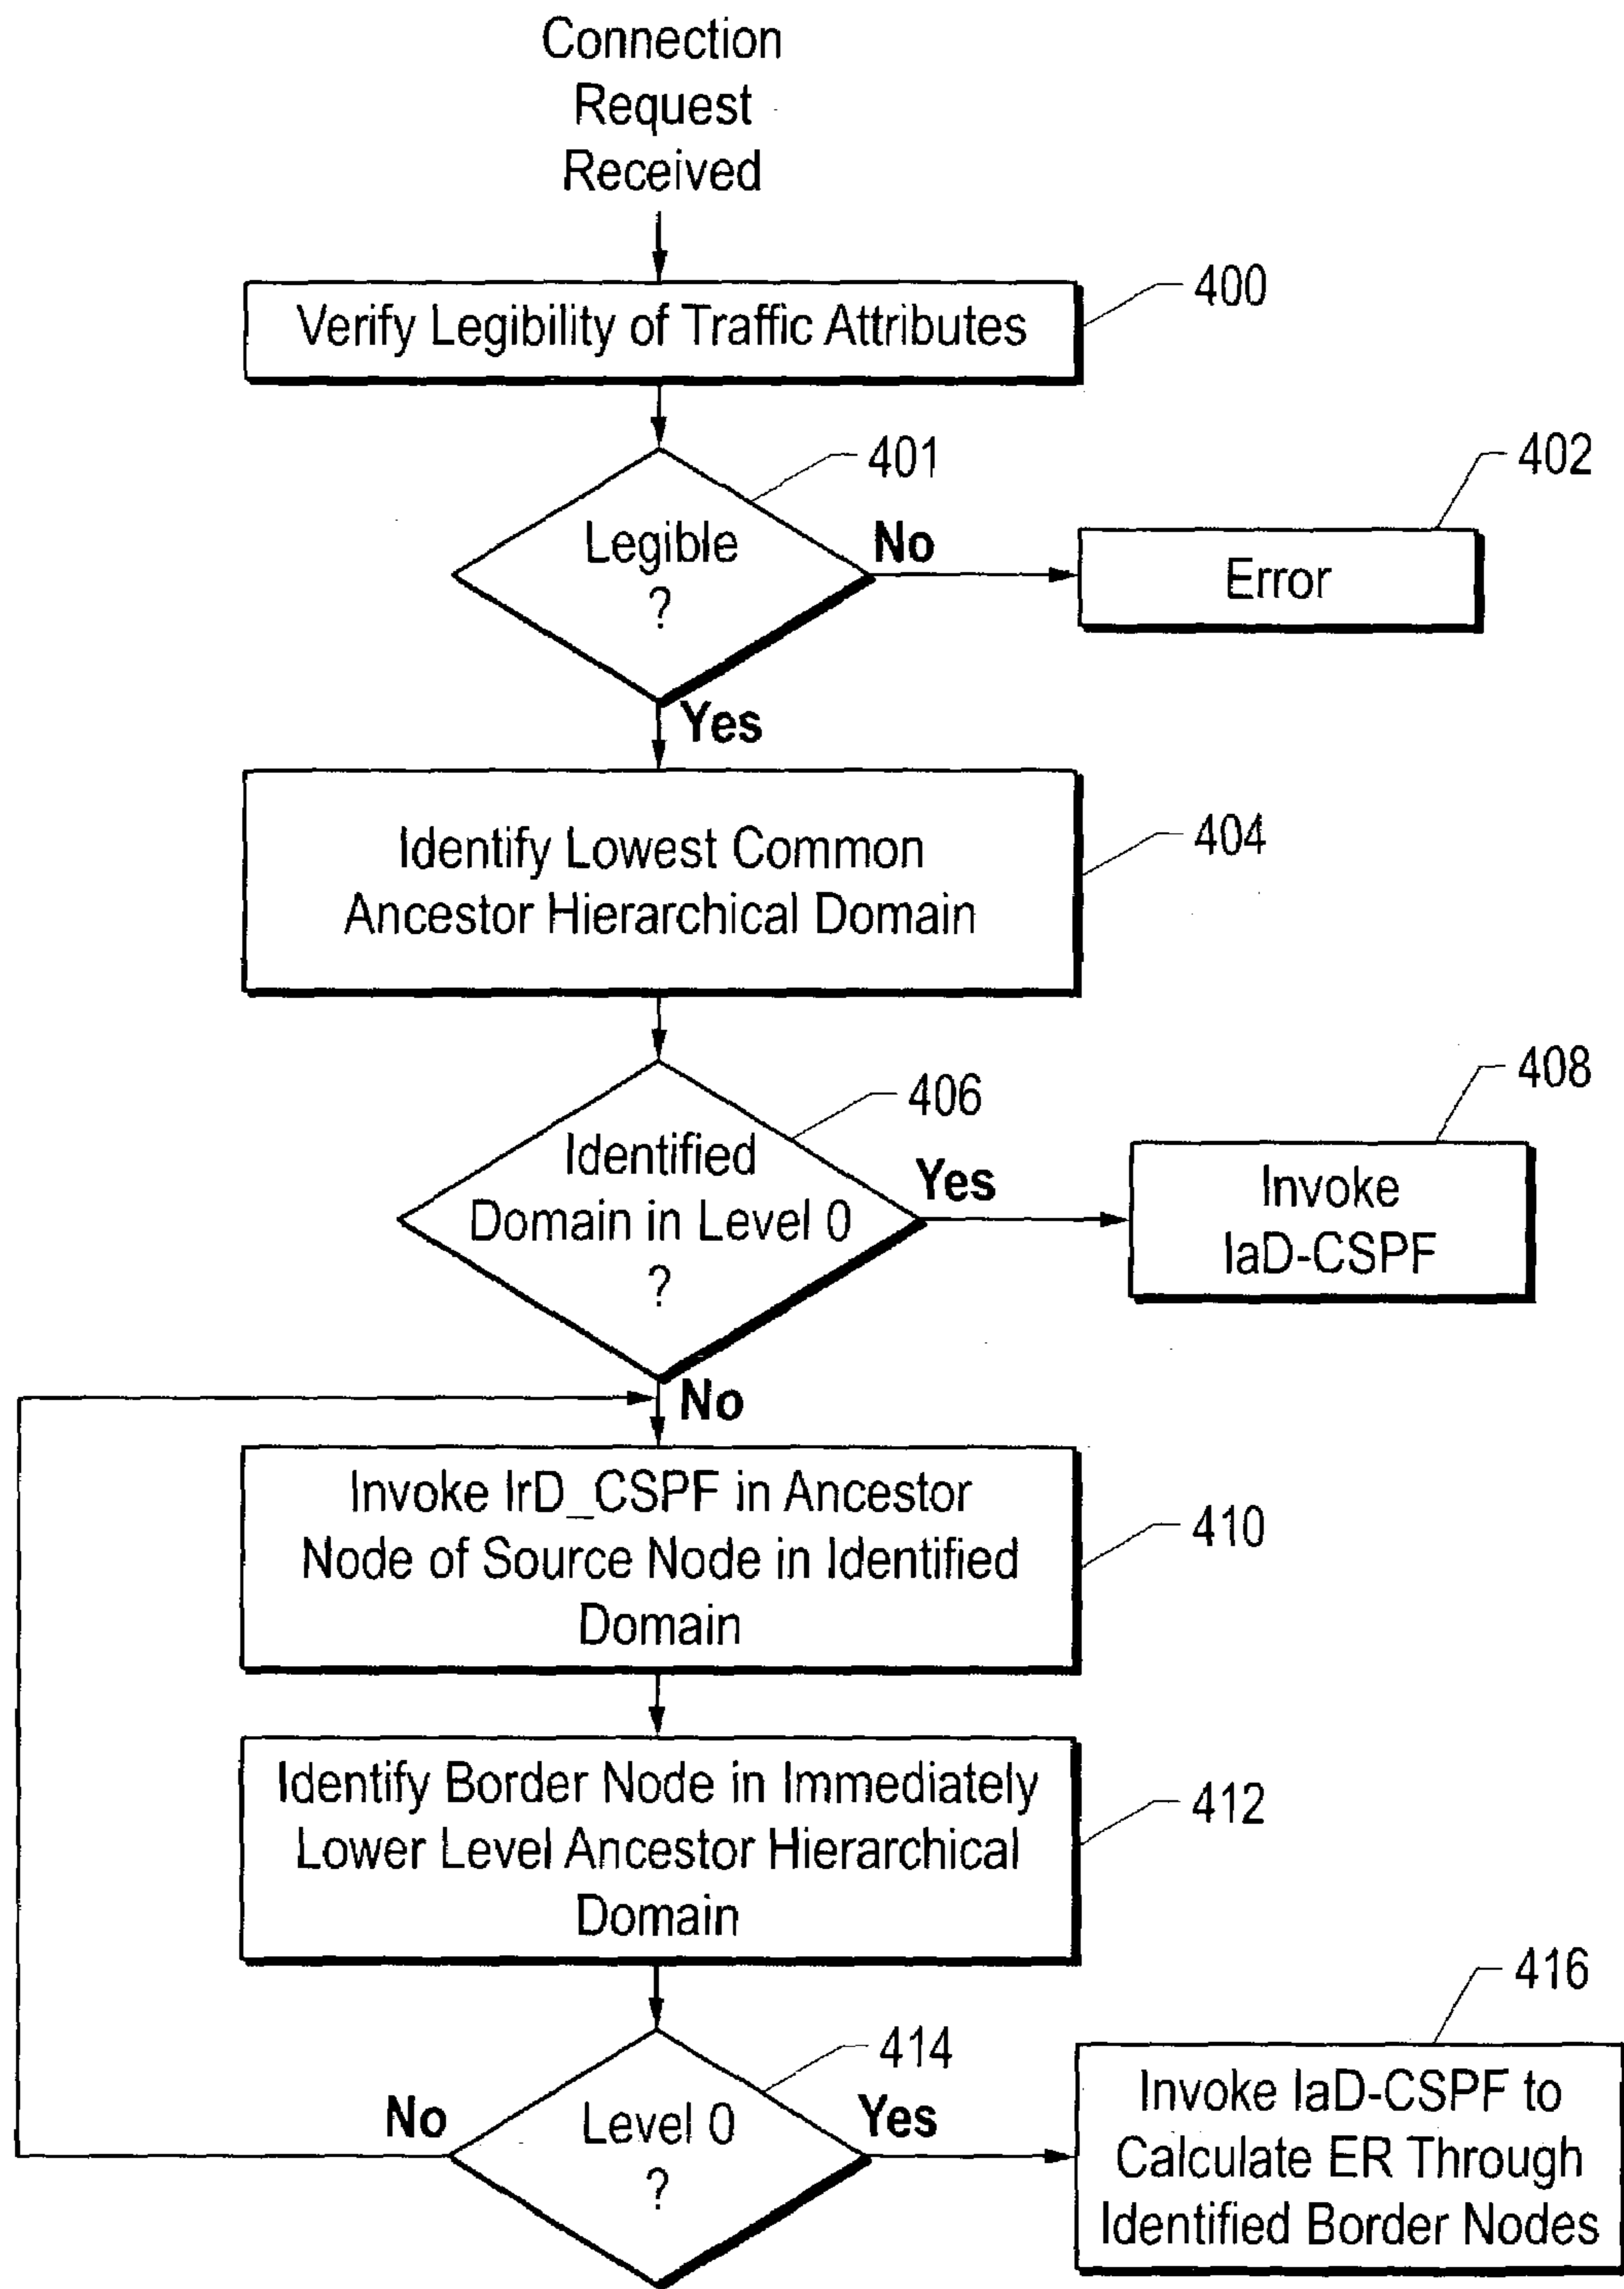 Connection
Request
Received
Verify Legibility of Traffic Attributes
400
401
Legible
?
No
402
Error
Yes
Identify Lowest Common
Ancestor Hierarchical Domain
404
406
Identified
Domain in Level 0
?
Yes
408
Invoke
IaD-CSPF
No
Invoke IrD_CSPF in Ancestor
Node of Source Node in Identified
Domain
410
Identify Border Node in Immediately
Lower Level Ancestor Hierarchical
Domain
412
414
No
Level 0
?
Yes
416
Invoke IaD-CSPF to
Calculate ER Through
Identified Border Nodes